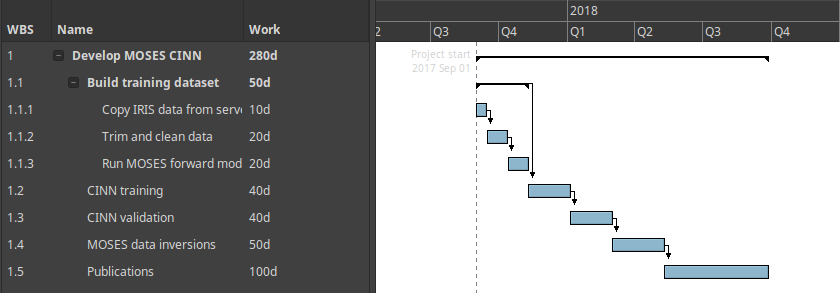 2018
WBS Name Work 2 Q3 Q4 Q1 Q2 Q3 Q4
1 Develop MOSES CINN 280d
Project start
2017 Sep 01
1.1 Build training dataset 50d
1.1.1 Copy IRIS data from serve 10d
1.1.2 Trim and clean data 20d
1.1.3 Run MOSES forward mod 20d
1.2 CINN training 40d
1.3 CINN validation 40d
1.4 MOSES data inversions 50d
1.5 Publications 100d